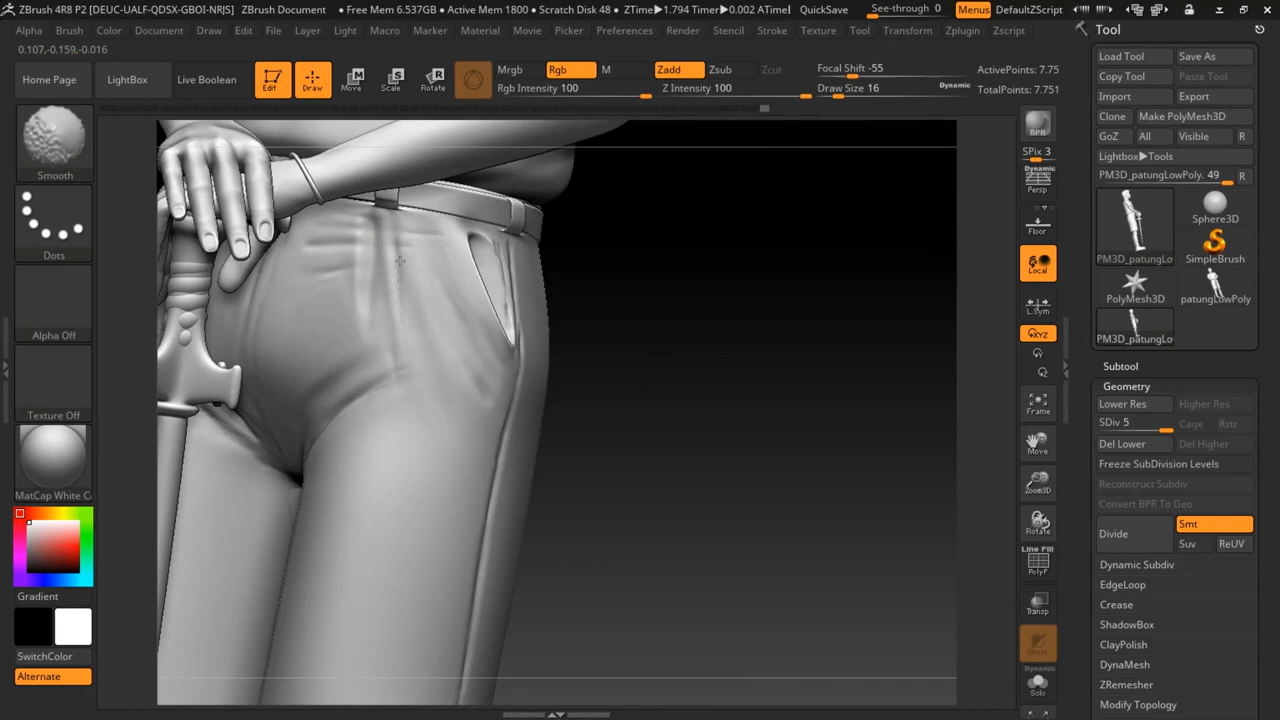 ZBrush 4R8 P2 [DEUC-UALF-QDSX-GBOI-NRJS] ZBrush Document • Free Mem 6.537GB • Active Mem 1800 • Scratch Disk 48 • ZTime▶1.794 Timer▶0.002 ATime] QuickSave See-through 0 Menus DefaultZScript
Alpha Brush Color Document Draw Edit File Layer Light Macro Marker Material Movie Picker Preferences Render Stencil Stroke Texture Tool Transform Zplugin Zscript
0.107,-0.159,-0.016
Home Page LightBox Live Boolean Edit Draw Move Scale Rotate
M S R
Mrgb Rgb M Zadd Zsub Zcut
Rgb Intensity 100 Z Intensity 100
Focal Shift -55
Draw Size 16 Dynamic
ActivePoints: 7.75
TotalPoints: 7.751
Smooth
Dots
Alpha Off
Texture Off
MatCap White C
Gradient
SwitchColor
Alternate
BPR
SPix 3
Dynamic
Persp
Floor
Local
L.Sym
XYZ
Y
Z
Frame
Move
Zoom3D
Rotate
Line Fill
PolyF
Transp
Ghost
Dynamic
Solo
Tool
Load Tool Save As
Copy Tool Paste Tool
Import Export
Clone Make PolyMesh3D
GoZ All Visible R
Lightbox▶Tools
PM3D_patungLowPoly. 49 R
PM3D_patungLo Sphere3D
SimpleBrush
PolyMesh3D patungLowPoly
PM3D_patungLo
Subtool
Geometry
Lower Res Higher Res
SDiv 5 Cage Rstr
Del Lower Del Higher
Freeze SubDivision Levels
Reconstruct Subdiv
Convert BPR To Geo
Divide Smt
Suv ReUV
Dynamic Subdiv
EdgeLoop
Crease
ShadowBox
ClayPolish
DynaMesh
ZRemesher
Modify Topology